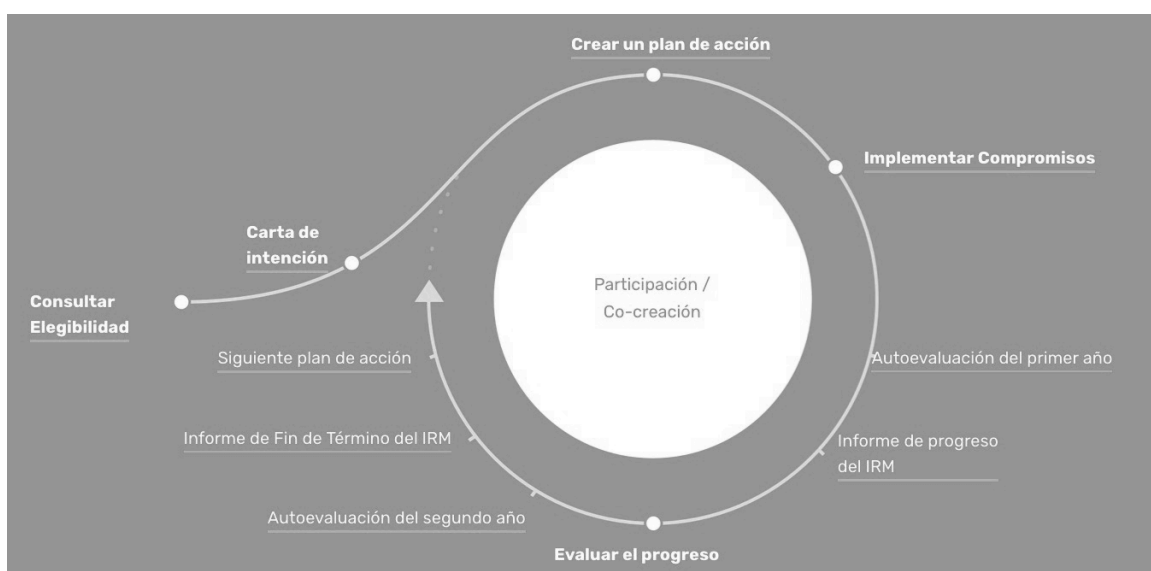 Crear un plan de acción
Implementar Compromisos
Carta de
intención
Consultar
Elegibilidad
Participación /
Co-creación
Siguiente plan de acción
Autoevaluación del primer año
Informe de Fin de Término del IRM
Informe de progreso
del IRM
Autoevaluación del segundo año
Evaluar el progreso